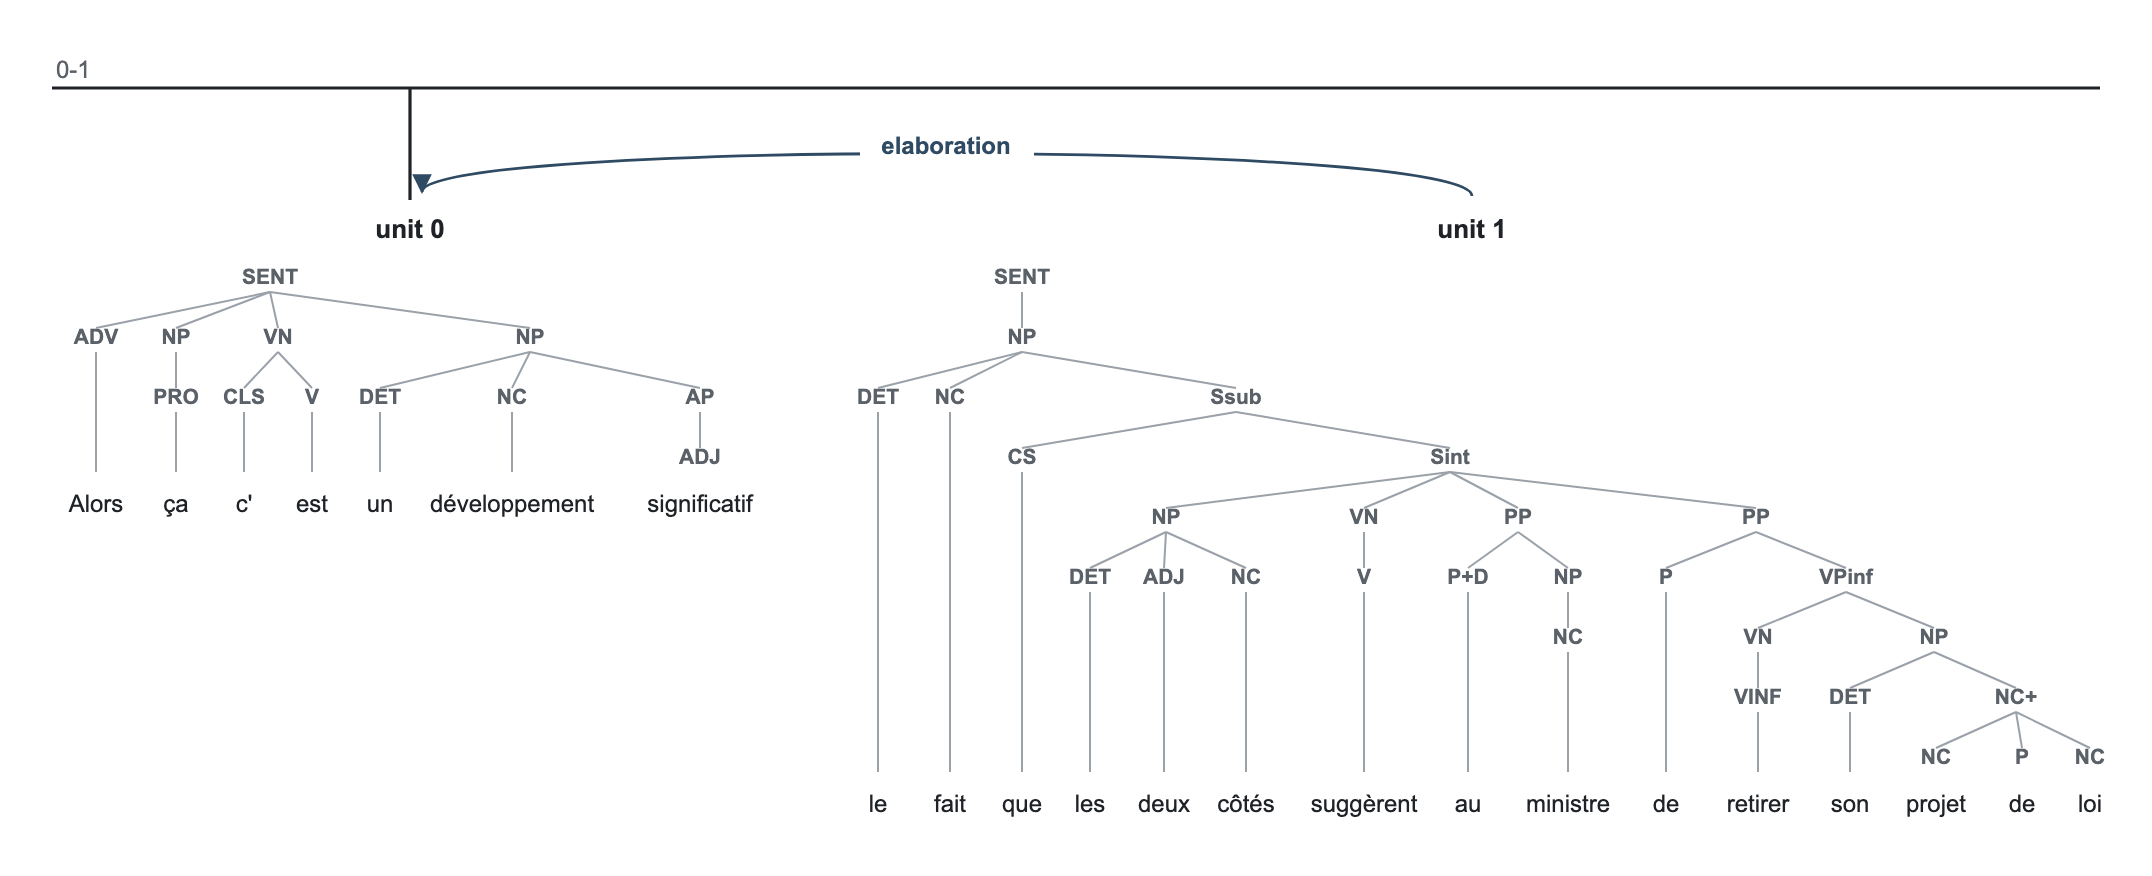 0-1
elaboration
unit 0 unit 1
SENT SENT
ADV NP VN NP NP
PRO CLS V DET NC AP DET NC Ssub
ADJ CS Sint
Alors ça c' est un développement significatif
NP VN PP PP
DET ADJ NC V P+D NP P VPinf
NC VN NP
VINF DET NC+
NC P NC
le fait que les deux côtés suggèrent au ministre de retirer son projet de loi